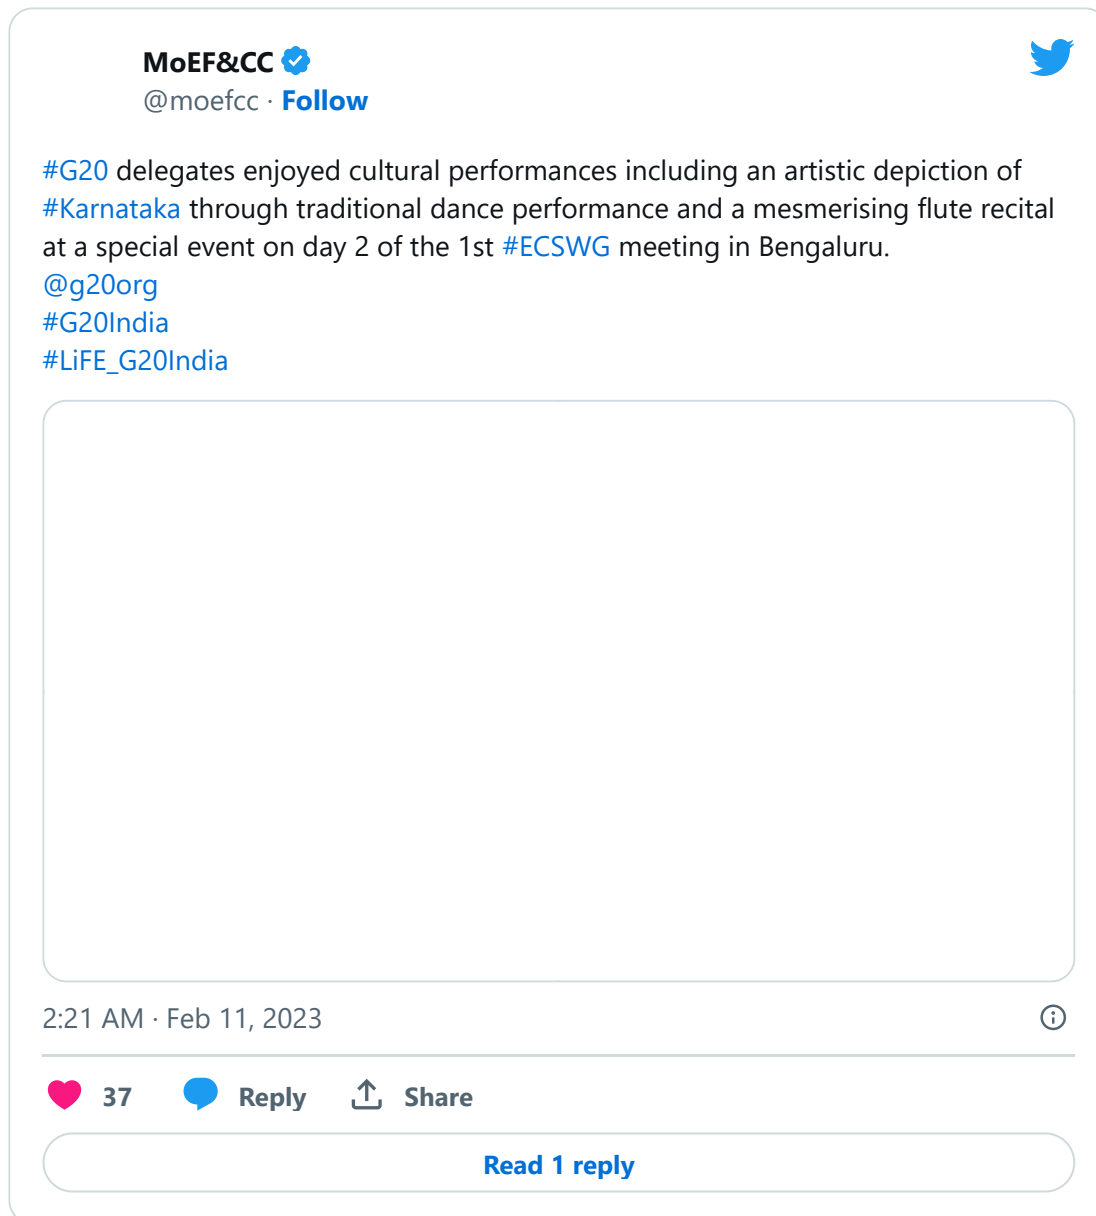 MoEF&CC
@moefcc · Follow
#G20 delegates enjoyed cultural performances including an artistic depiction of
#Karnataka through traditional dance performance and a mesmerising flute recital
at a special event on day 2 of the 1st #ECSWG meeting in Bengaluru.
@g20org
#G20India
#LiFE_G20India
2:21 AM · Feb 11, 2023
37 Reply Share
Read 1 reply